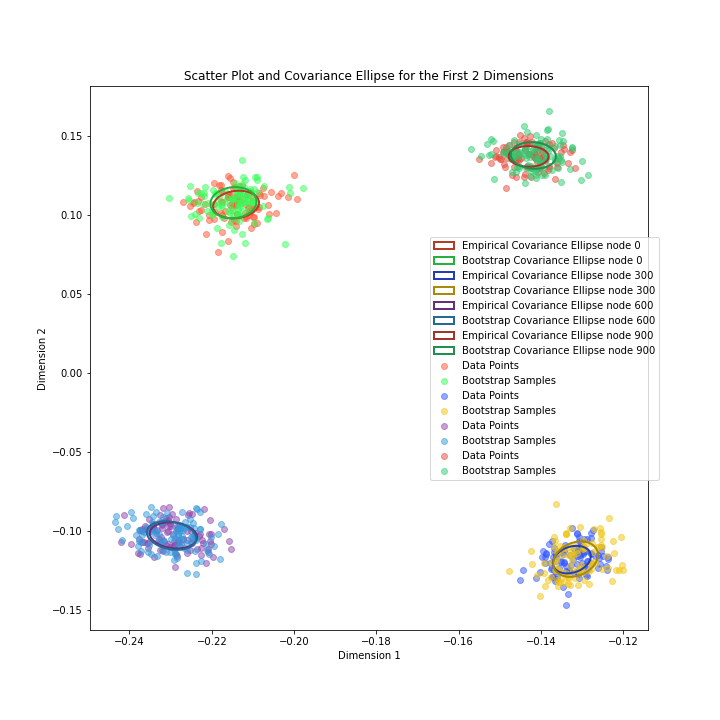 Scatter Plot and Covariance Ellipse for the First 2 Dimensions
0.15
0.10
0.05
0.00
−0.05
−0.10
−0.15
Dimension 2
Empirical Covariance Ellipse node 0
Bootstrap Covariance Ellipse node 0
Empirical Covariance Ellipse node 300
Bootstrap Covariance Ellipse node 300
Empirical Covariance Ellipse node 600
Bootstrap Covariance Ellipse node 600
Empirical Covariance Ellipse node 900
Bootstrap Covariance Ellipse node 900
Data Points
Bootstrap Samples
Data Points
Bootstrap Samples
Data Points
Bootstrap Samples
Data Points
Bootstrap Samples
−0.24 −0.22 −0.20 −0.18 −0.16 −0.14 −0.12
Dimension 1